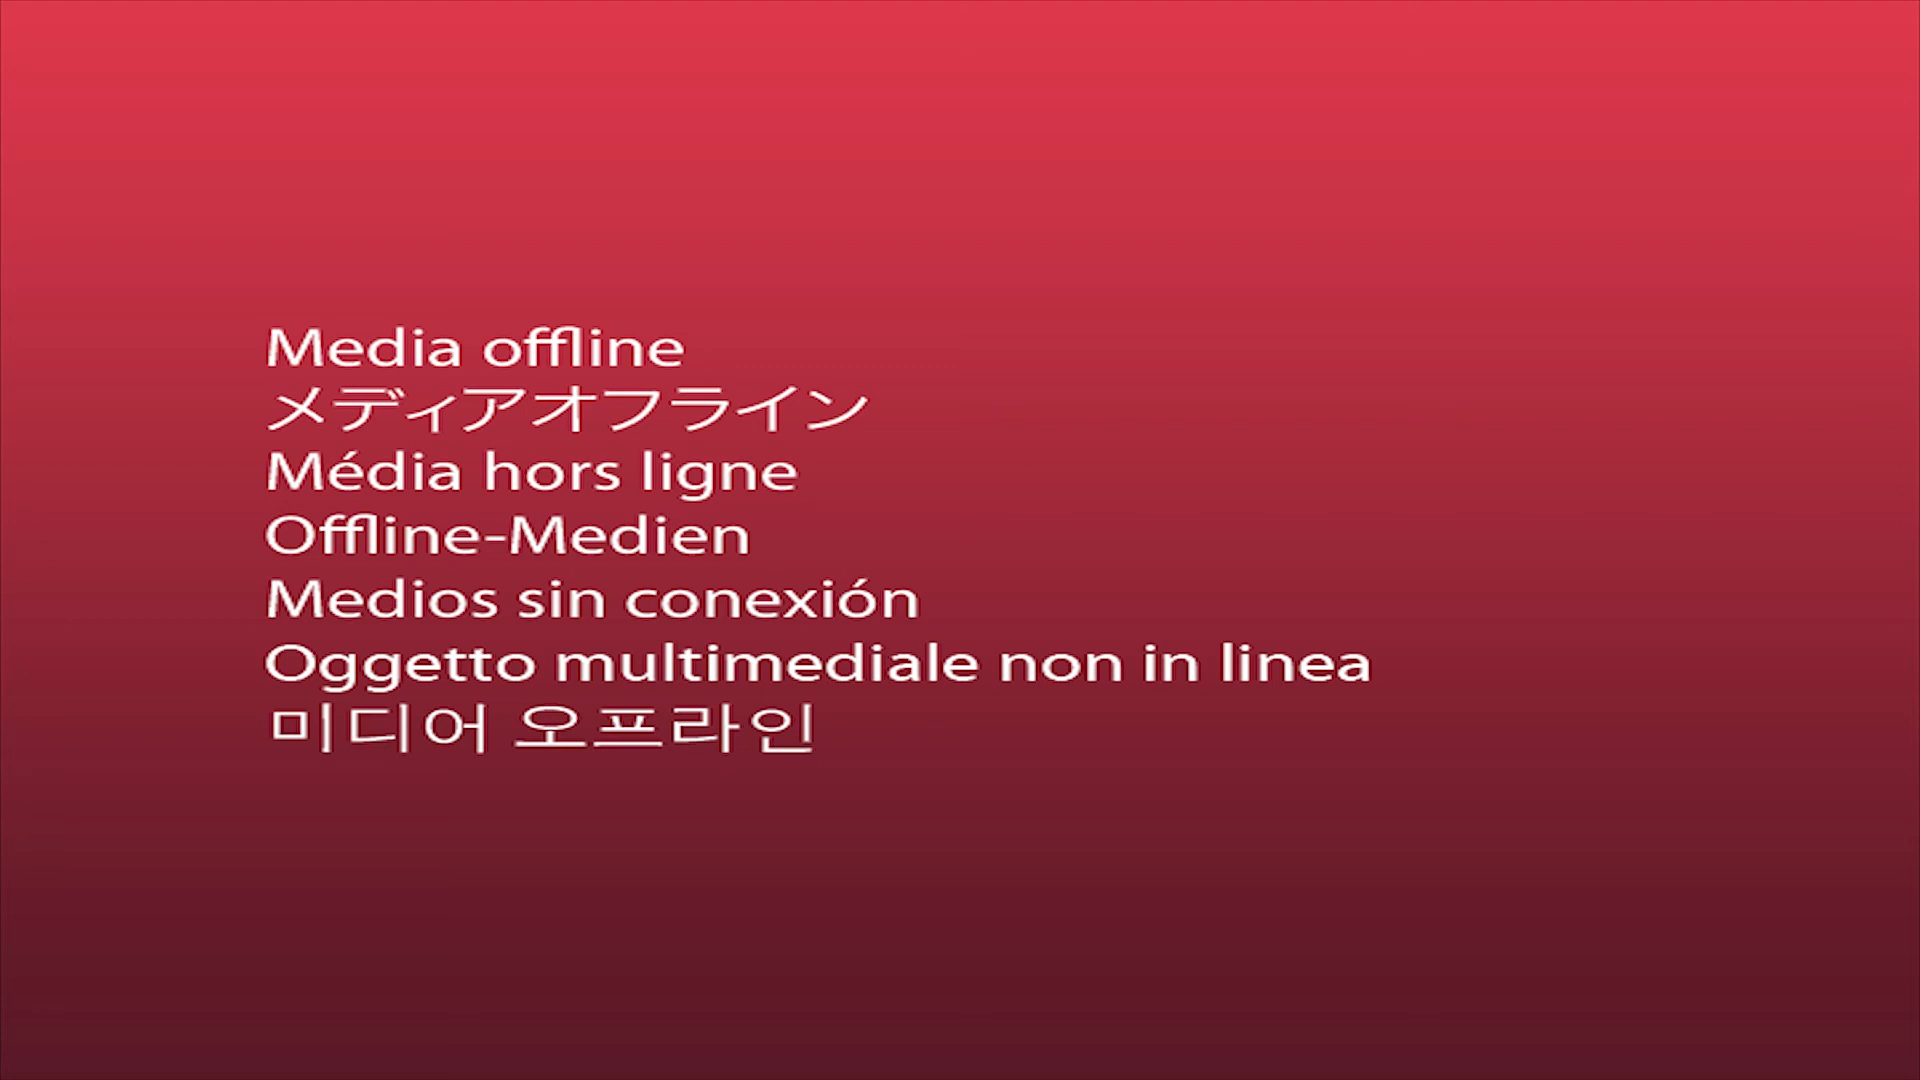 Media offline
メディアオフライン
Média hors ligne
Offline-Medien
Medios sin conexión
Oggetto multimediale non in linea
미디어 오프라인